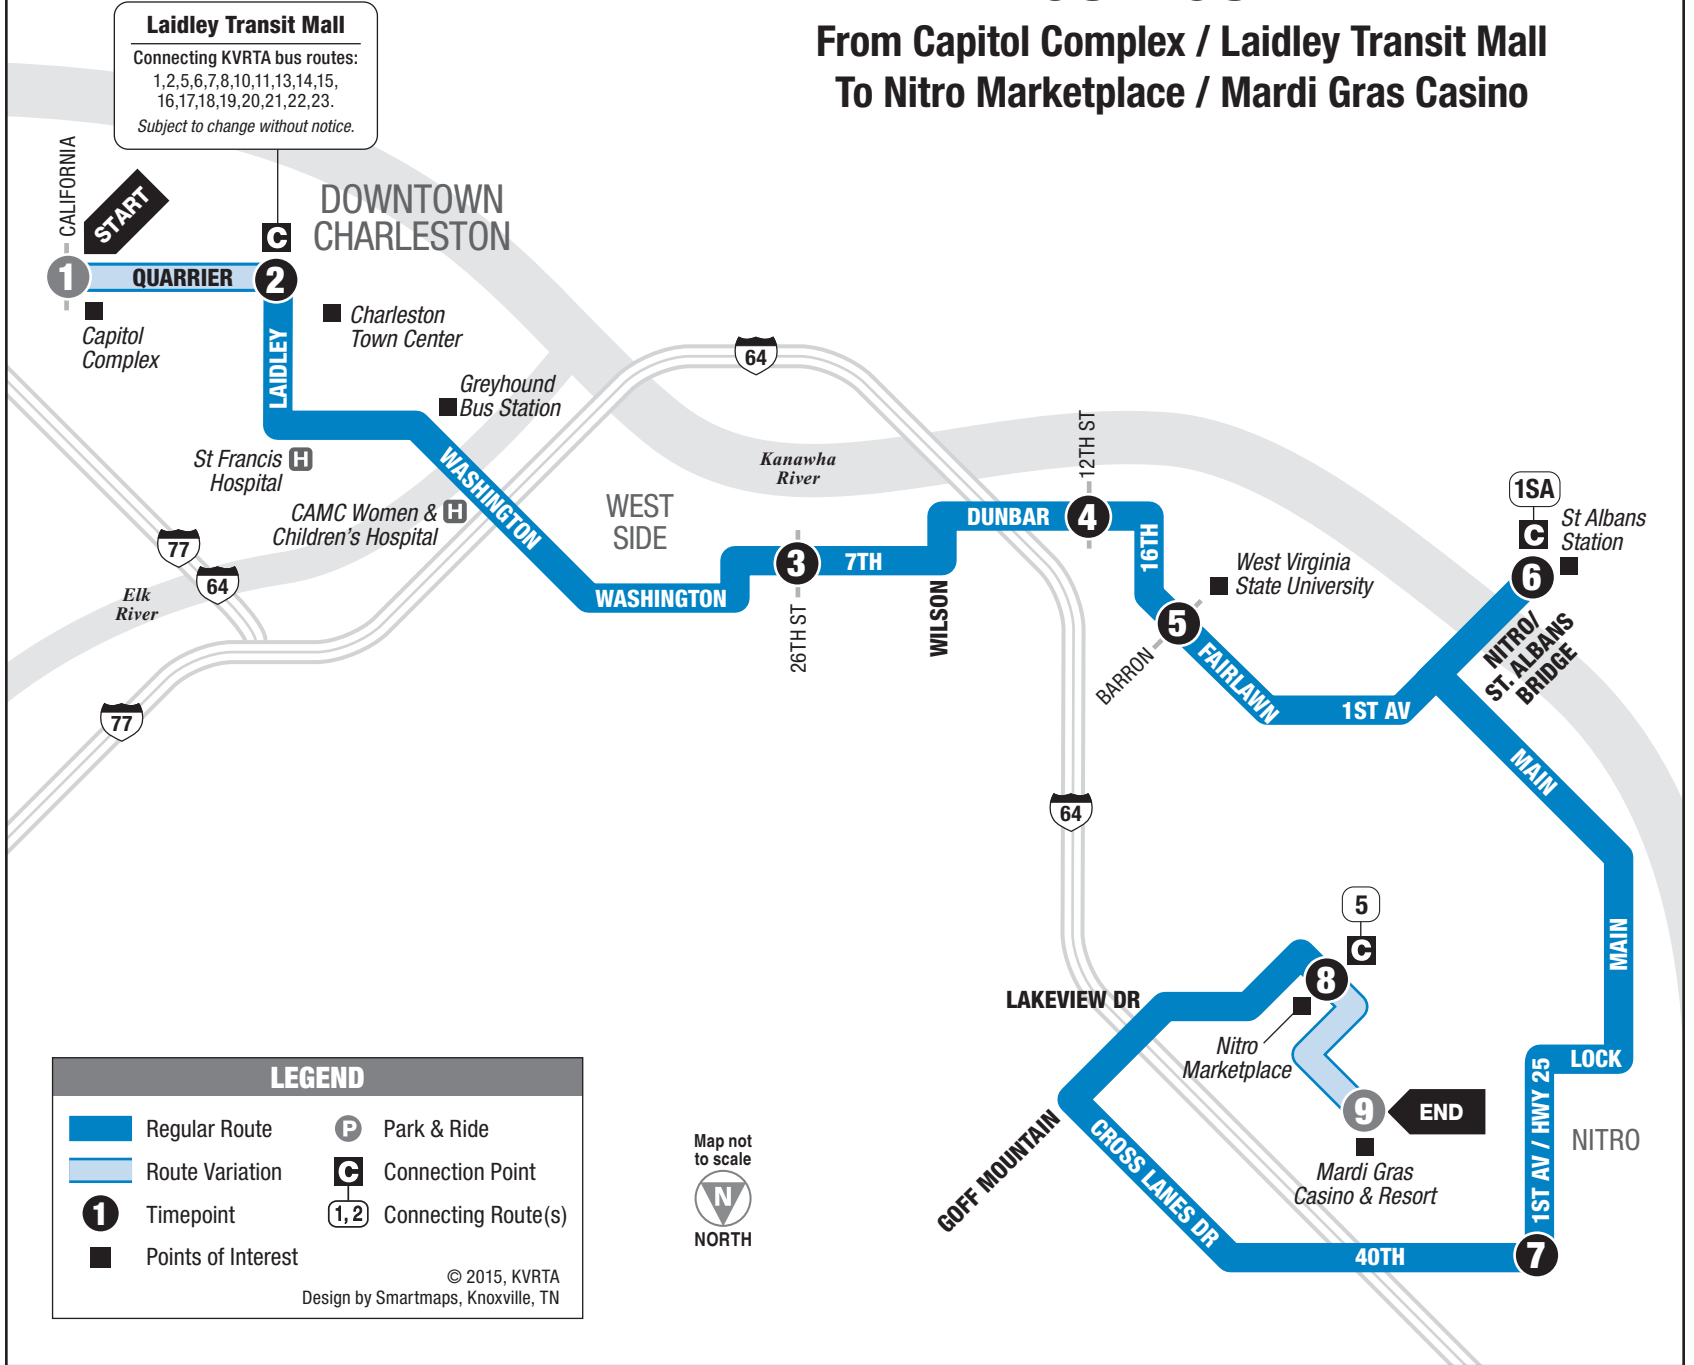 From Capitol Complex / Laidley Transit Mall
To Nitro Marketplace / Mardi Gras Casino
Laidley Transit Mall
Connecting KVRTA bus routes:
1,2,5,6,7,8,10,11,13,14,15,
16,17,18,19,20,21,22,23.
Subject to change without notice.
CALIFORNIA
START
C
DOWNTOWN
CHARLESTON
1
QUARRIER
2
Capitol
Complex
LAIDLEY
Charleston
Town Center
Greyhound
Bus Station
64
St Francis
Hospital
H
CAMC Women &
Children's Hospital
H
WASHINGTON
WEST
SIDE
Kanawha
River
77
64
Elk
River
77
WASHINGTON
3
26TH ST
7TH
WILSON
DUNBAR
4
12TH ST
16TH
West Virginia
State University
5
BARRON
FAIRLAWN
1ST AV
1SA
C
St Albans
Station
6
NITRO/
ST. ALBANS
BRIDGE
MAIN
64
MAIN
5
C
8
LAKEVIEW DR
Nitro
Marketplace
LOCK
9
END
Mardi Gras
Casino & Resort
1ST AV / HWY 25
NITRO
GOFF MOUNTAIN
CROSS LANES DR
40TH
7
LEGEND
Regular Route
P
Park & Ride
Route Variation
C
Connection Point
1
Timepoint
1, 2
Connecting Route(s)
Points of Interest
© 2015, KVRTA
Design by Smartmaps, Knoxville, TN
Map not
to scale
N
NORTH